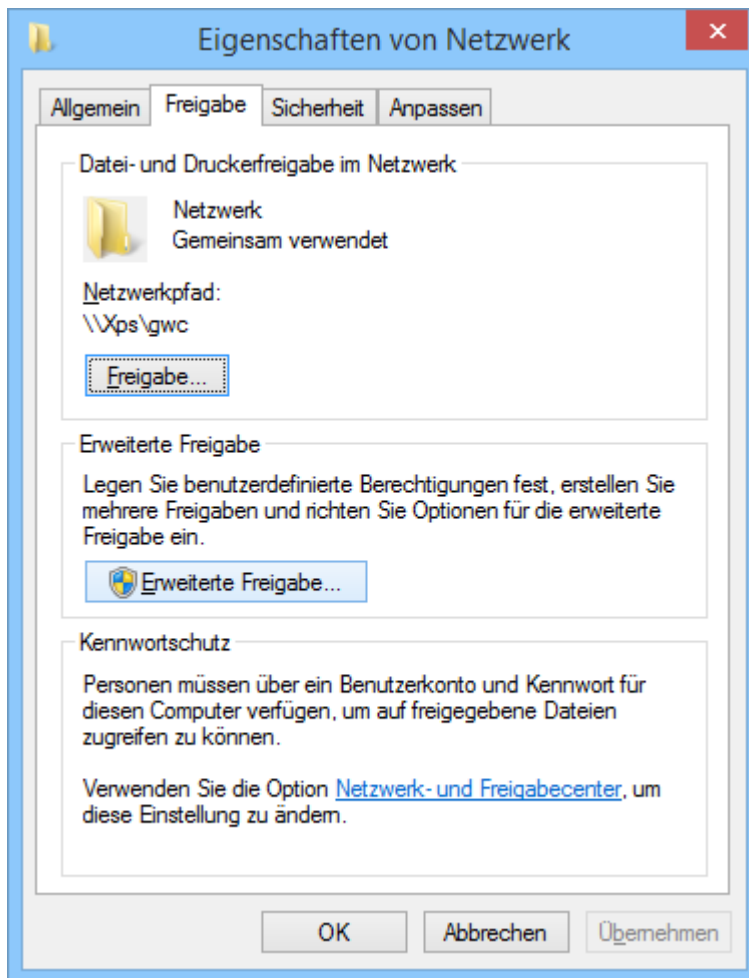 Eigenschaften von Netzwerk
Allgemein Freigabe Sicherheit Anpassen
Datei- und Druckerfreigabe im Netzwerk
Netzwerk
Gemeinsam verwendet
Netzwerkpfad:
\\Xps\gwc
Freigabe...
Erweiterte Freigabe
Legen Sie benutzerdefinierte Berechtigungen fest, erstellen Sie
mehrere Freigaben und richten Sie Optionen für die erweiterte
Freigabe ein.
Erweiterte Freigabe...
Kennwortschutz
Personen müssen über ein Benutzerkonto und Kennwort für
diesen Computer verfügen, um auf freigegebene Dateien
zugreifen zu können.
Verwenden Sie die Option Netzwerk- und Freigabecenter, um
diese Einstellung zu ändern.
OK Abbrechen Übernehmen